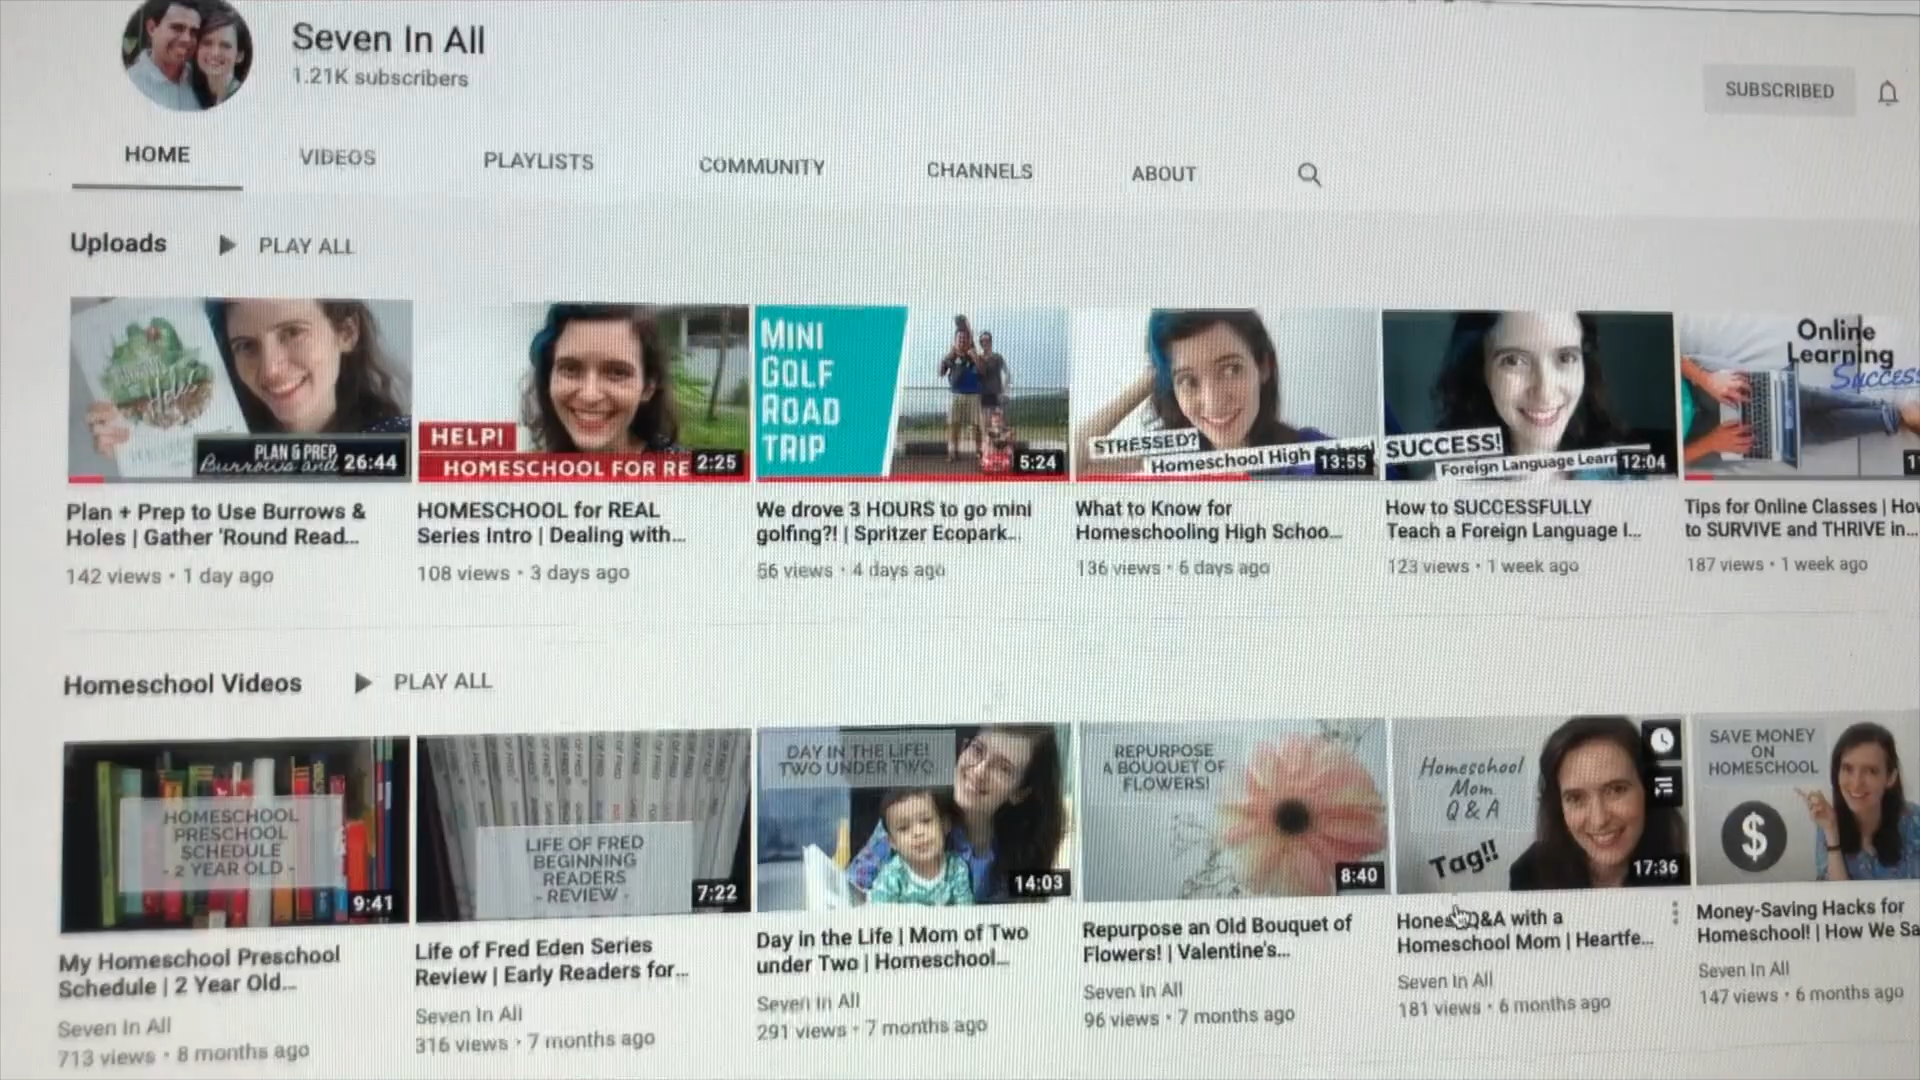 Seven In All
1.21K subscribers
SUBSCRIBED
HOME
VIDEOS
PLAYLISTS
COMMUNITY
CHANNELS
ABOUT
Uploads
PLAY ALL
PLAN & PREP
Burrows and
26:44
HELP!
HOMESCHOOL FOR RE
2:25
MINI
GOLF
ROAD
TRIP
5:24
STRESSED?
Homeschool High
13:55
SUCCESS!
Foreign Language Learn
12:04
Online
Learning
Success
Plan + Prep to Use Burrows &
Holes | Gather 'Round Read...
142 views • 1 day ago
HOMESCHOOL for REAL
Series Intro | Dealing with...
108 views • 3 days ago
We drove 3 HOURS to go mini
golfing?! | Spritzer Ecopark...
56 views • 4 days ago
What to Know for
Homeschooling High Schoo...
136 views • 6 days ago
How to SUCCESSFULLY
Teach a Foreign Language I...
123 views • 1 week ago
Tips for Online Classes | How
to SURVIVE and THRIVE in...
187 views • 1 week ago
Homeschool Videos
PLAY ALL
HOMESCHOOL
PRESCHOOL
SCHEDULE
- 2 YEAR OLD -
9:41
LIFE OF FRED
BEGINNING
READERS
- REVIEW -
7:22
DAY IN THE LIFE!
TWO UNDER TWO
14:03
REPURPOSE
A BOUQUET OF
FLOWERS!
8:40
Homeschool
Mom
Q & A
Tag!!
17:36
SAVE MONEY
ON
HOMESCHOOL
$
My Homeschool Preschool
Schedule | 2 Year Old...
Seven In All
713 views • 8 months ago
Life of Fred Eden Series
Review | Early Readers for...
Seven In All
316 views • 7 months ago
Day in the Life | Mom of Two
under Two | Homeschool...
Seven In All
291 views • 7 months ago
Repurpose an Old Bouquet of
Flowers! | Valentine's...
Seven In All
96 views • 7 months ago
Honest Q&A with a
Homeschool Mom | Heartfe...
Seven In All
181 views • 6 months ago
Money-Saving Hacks for
Homeschool! | How We Sa
Seven In All
147 views • 6 months ago